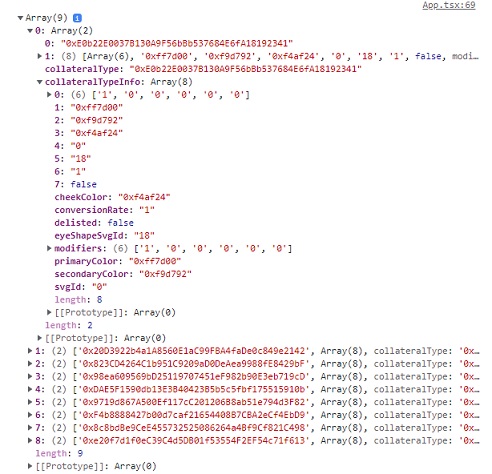 App.tsx:69
Array(9) i
0: Array(2)
0: "0xE0b22E0037B130A9F56bBb537684E6fA18192341"
1: (8) [Array(6), '0xff7d00', '0xf9d792', '0xf4af24', '0', '18', '1', false, modi…
collateralType: "0xE0b22E0037B130A9F56bBb537684E6fA18192341"
collateralTypeInfo: Array(8)
0: (6) ['1', '0', '0', '0', '0', '0']
1: "0xff7d00"
2: "0xf9d792"
3: "0xf4af24"
4: "0"
5: "18"
6: "1"
7: false
cheekColor: "0xf4af24"
conversionRate: "1"
delisted: false
eyeShapeSvgId: "18"
modifiers: (6) ['1', '0', '0', '0', '0', '0']
primaryColor: "0xff7d00"
secondaryColor: "0xf9d792"
svgId: "0"
length: 8
[[Prototype]]: Array(0)
length: 2
[[Prototype]]: Array(0)
1: (2) ['0x20D3922b4a1A8560E1aC99FBA4faDe0c849e2142', Array(8), collateralType: '0x…
2: (2) ['0x823CD4264C1b951C9209aD0DeAea9988fE8429bF', Array(8), collateralType: '0x…
3: (2) ['0x98ea609569bD25119707451eF982b90E3eb719cD', Array(8), collateralType: '0x…
4: (2) ['0xDAE5F1590db13E3B40423B5b5c5fbf175515910b', Array(8), collateralType: '0x…
5: (2) ['0x9719d867A500Ef117cC201206B8ab51e794d3F82', Array(8), collateralType: '0x…
6: (2) ['0xF4b8888427b00d7caf21654408B7CBA2eCf4EbD9', Array(8), collateralType: '0x…
7: (2) ['0x8c8bdBe9CeE455732525086264a4Bf9Cf821C498', Array(8), collateralType: '0x…
8: (2) ['0xe20f7d1f0eC39C4d5DB01f53554F2EF54c71f613', Array(8), collateralType: '0x…
length: 9
[[Prototype]]: Array(0)